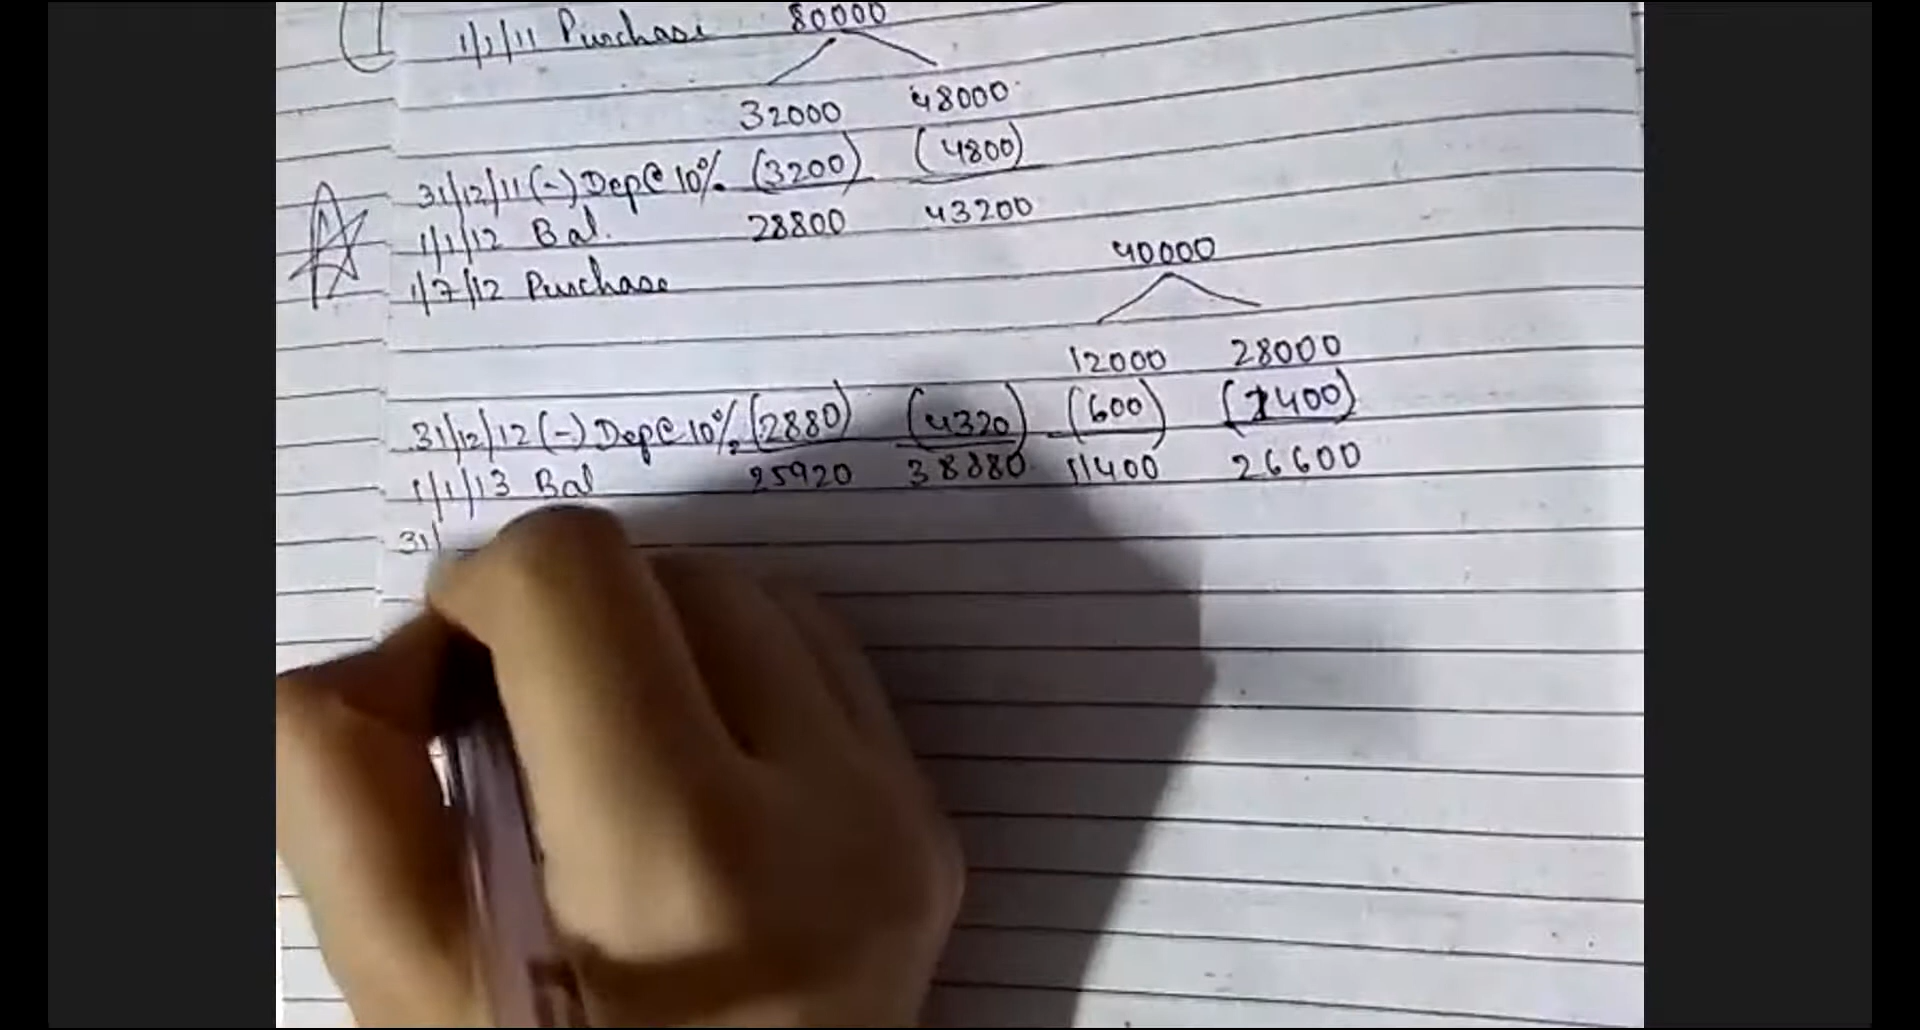 1/1/11 Purchase 80000
32000 48000
31/12/11 (-) Dep@ 10% (3200) (4800)
1/1/12 Bal. 28800 43200
40000
1/7/12 Purchase
12000 28000
31/12/12 (-) Dep@ 10% (2880) (4320) (600) (1400)
1/1/13 Bal 25920 38880 11400 26600
31/